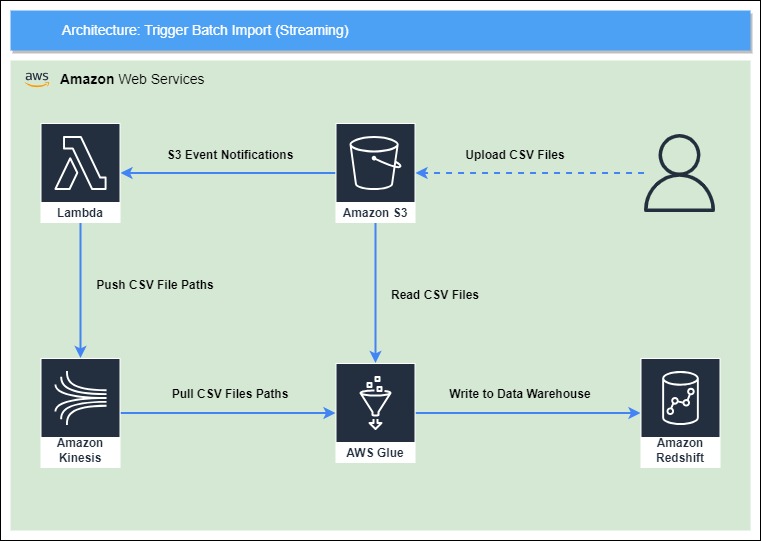 Architecture: Trigger Batch Import (Streaming)
aws Amazon Web Services
S3 Event Notifications
Upload CSV Files
Lambda
Amazon S3
Push CSV File Paths
Read CSV Files
Pull CSV Files Paths
Write to Data Warehouse
Amazon
Kinesis
AWS Glue
Amazon
Redshift